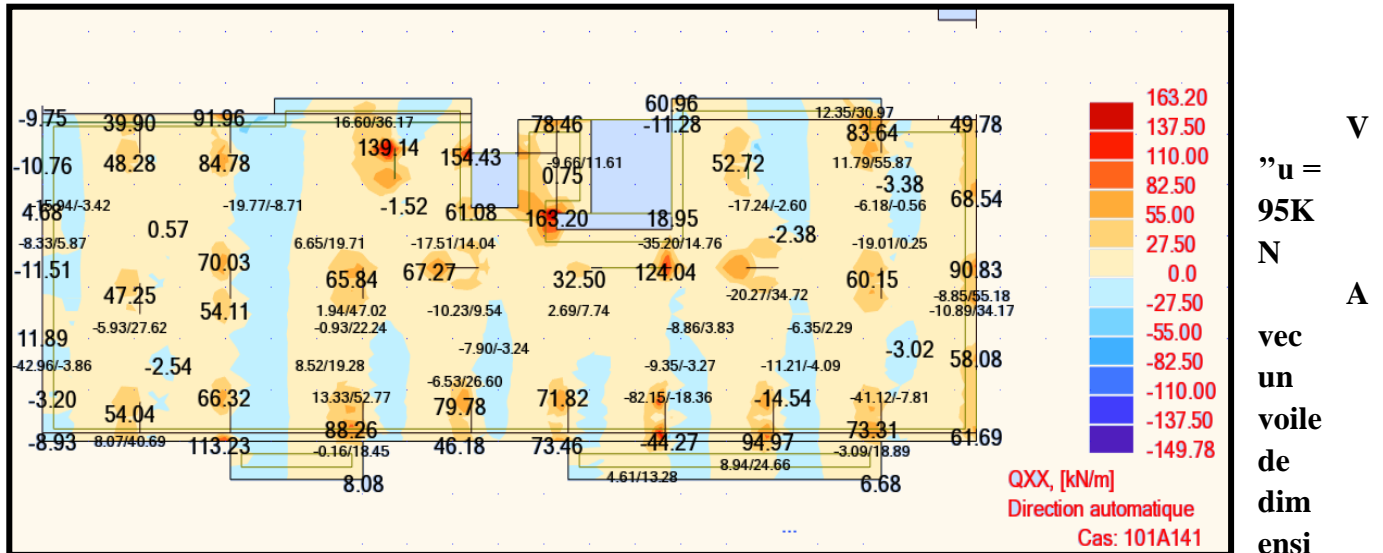 60.96
-9.75 39.90 91.96 16.60/36.17 78.46 -11.28 12.35/30.97 83.64 49.78
-10.76 48.28 84.78 139.14 154.43 -9.66/11.61 52.72 11.79/55.87
0.75 -3.38
-15.94/-3.42 -19.77/-8.71 -1.52 -17.24/-2.60 -6.18/-0.56 68.54
4.68 61.08 163.20 18.95
0.57 -2.38
-8.33/5.87 6.65/19.71 -17.51/14.04 -35.20/14.76 -19.01/0.25
-11.51 70.03 65.84 67.27 32.50 124.04 60.15 90.83
47.25 -20.27/34.72 -8.85/55.18
54.11 1.94/47.02 -10.23/9.54 2.69/7.74 -10.89/34.17
-5.93/27.62 -0.93/22.24 -8.86/3.83 -6.35/2.29
11.89 -7.90/-3.24 -3.02
-42.96/-3.86 -2.54 8.52/19.28 -9.35/-3.27 -11.21/-4.09 58.08
-6.53/26.60
-3.20 66.32 13.33/52.77 79.78 71.82 -82.15/-18.36 -14.54 -41.12/-7.81
54.04 88.26 73.31
-8.93 8.07/40.69 113.23 -0.16/18.45 46.18 73.46 -44.27 94.97 -3.09/18.89 61.69
8.94/24.66
8.08 4.61/13.28 6.68
163.20
137.50
110.00
82.50
55.00
27.50
0.0
-27.50
-55.00
-82.50
-110.00
-137.50
-149.78
QXX, [kN/m]
Direction automatique
Cas: 101A141
V
”u =
95K
N
A
vec
un
voile
de
dim
ensi